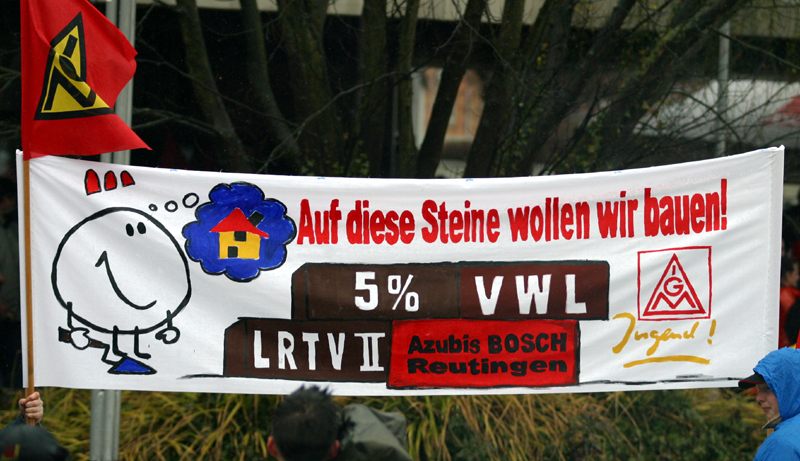 Auf diese Steine wollen wir bauen!
5% VWL
LRTV II
Azubis BOSCH
Reutingen
IGM
Jugend!